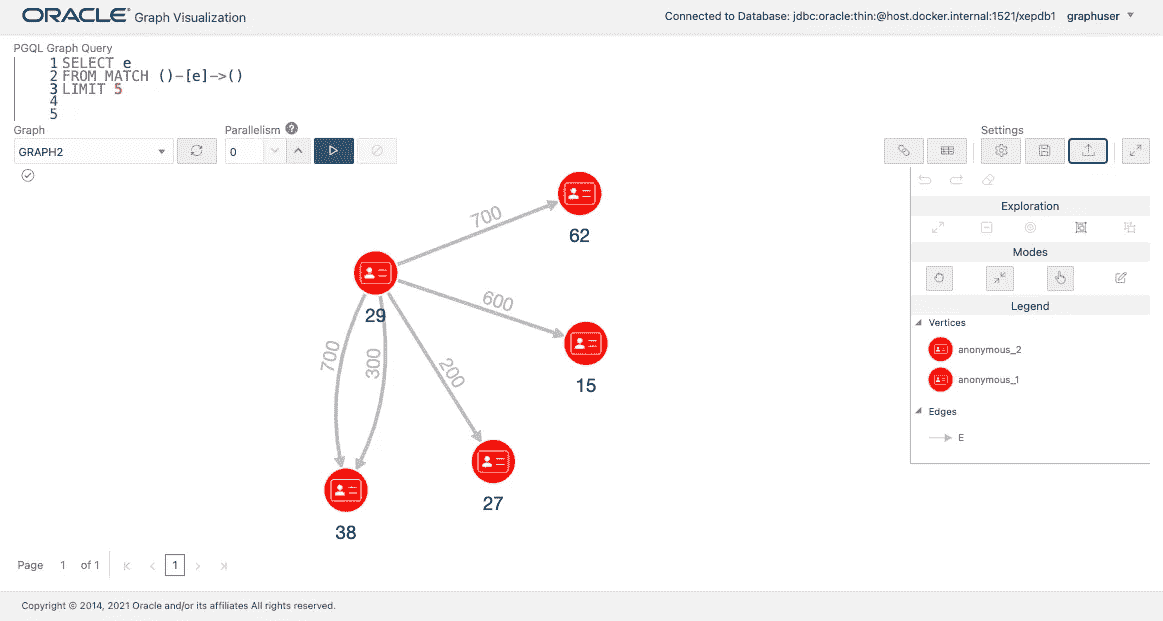 ORACLE® Graph Visualization
Connected to Database: jdbc:oracle:thin:@host.docker.internal:1521/xepdb1 graphuser
PGQL Graph Query
1 SELECT e
2 FROM MATCH ()-[e]->()
3 LIMIT 5
4
5
Graph
Parallelism ?
Settings
GRAPH2
0
Exploration
Modes
Legend
Vertices
anonymous_2
anonymous_1
Edges
E
700
62
29
600
15
700
300
200
27
38
Page 1 of 1
1
Copyright © 2014, 2021 Oracle and/or its affiliates All rights reserved.